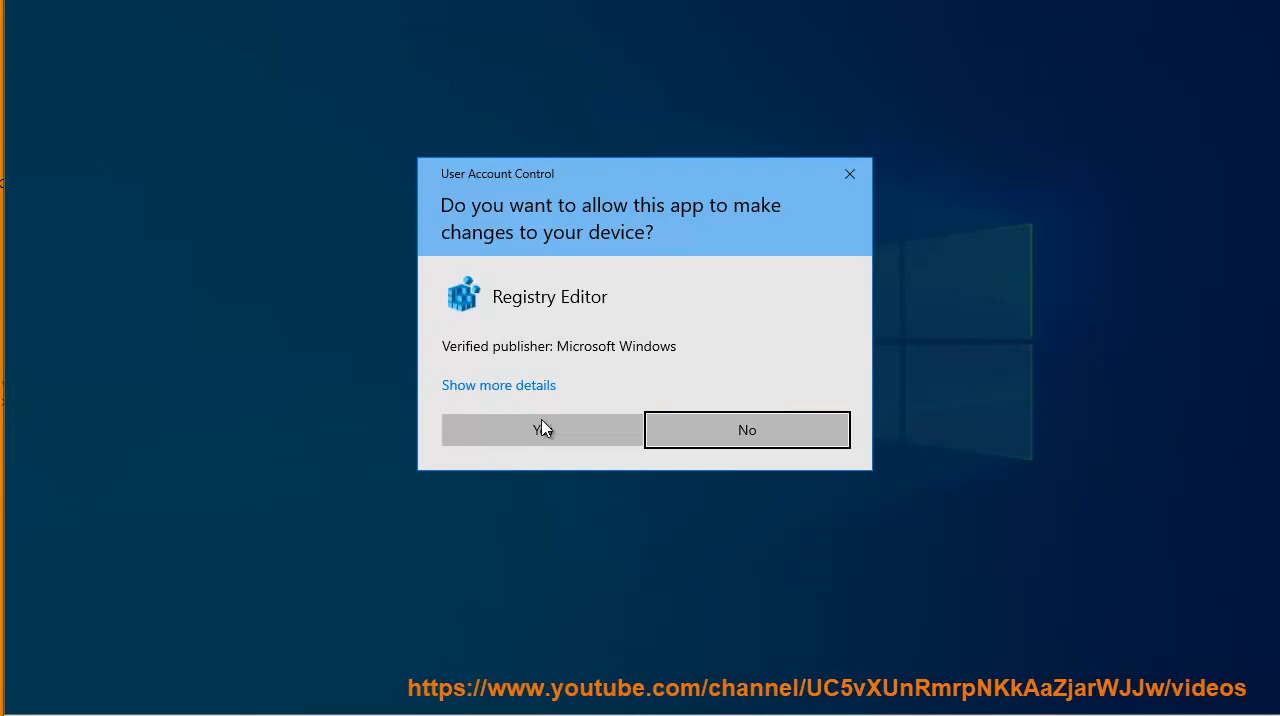 User Account Control
Do you want to allow this app to make
changes to your device?
Registry Editor
Verified publisher: Microsoft Windows
Show more details
No
https://www.youtube.com/channel/UC5vXUnRmrpNKkAaZjarWJJw/videos